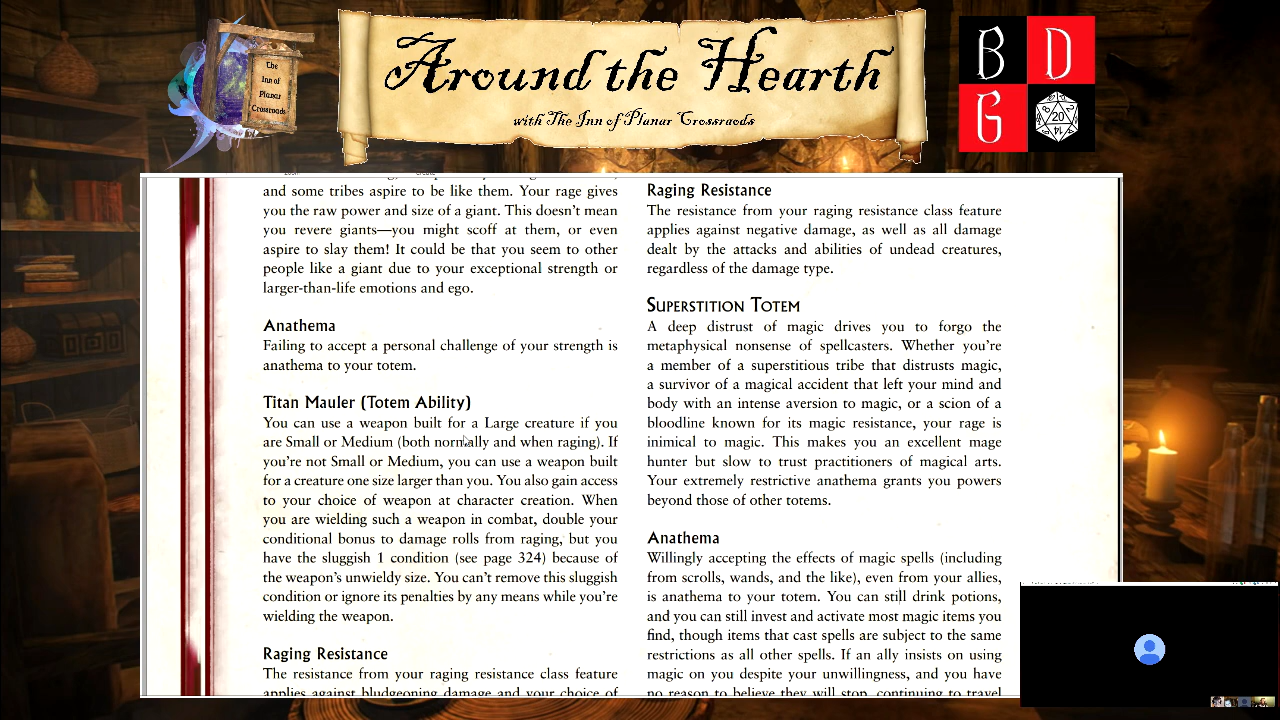 The
Inn of
Planar
Crossroads
Around the Hearth
with The Inn of Planar Crossraods
B D
G 20
and some tribes aspire to be like them. Your rage gives
you the raw power and size of a giant. This doesn't mean
you revere giants—you might scoff at them, or even
aspire to slay them! It could be that you seem to other
people like a giant due to your exceptional strength or
larger-than-life emotions and ego.
Anathema
Failing to accept a personal challenge of your strength is
anathema to your totem.
Titan Mauler (Totem Ability)
You can use a weapon built for a Large creature if you
are Small or Medium (both normally and when raging). If
you're not Small or Medium, you can use a weapon built
for a creature one size larger than you. You also gain access
to your choice of weapon at character creation. When
you are wielding such a weapon in combat, double your
conditional bonus to damage rolls from raging, but you
have the sluggish 1 condition (see page 324) because of
the weapon's unwieldy size. You can't remove this sluggish
condition or ignore its penalties by any means while you're
wielding the weapon.
Raging Resistance
The resistance from your raging resistance class feature
applies against bludgeoning damage and your choice of
Raging Resistance
The resistance from your raging resistance class feature
applies against negative damage, as well as all damage
dealt by the attacks and abilities of undead creatures,
regardless of the damage type.
SUPERSTITION TOTEM
A deep distrust of magic drives you to forgo the
metaphysical nonsense of spellcasters. Whether you're
a member of a superstitious tribe that distrusts magic,
a survivor of a magical accident that left your mind and
body with an intense aversion to magic, or a scion of a
bloodline known for its magic resistance, your rage is
inimical to magic. This makes you an excellent mage
hunter but slow to trust practitioners of magical arts.
Your extremely restrictive anathema grants you powers
beyond those of other totems.
Anathema
Willingly accepting the effects of magic spells (including
from scrolls, wands, and the like), even from your allies,
is anathema to your totem. You can still drink potions,
and you can still invest and activate most magic items you
find, though items that cast spells are subject to the same
restrictions as all other spells. If an ally insists on using
magic on you despite your unwillingness, and you have
no reason to believe they will stop, continuing to travel